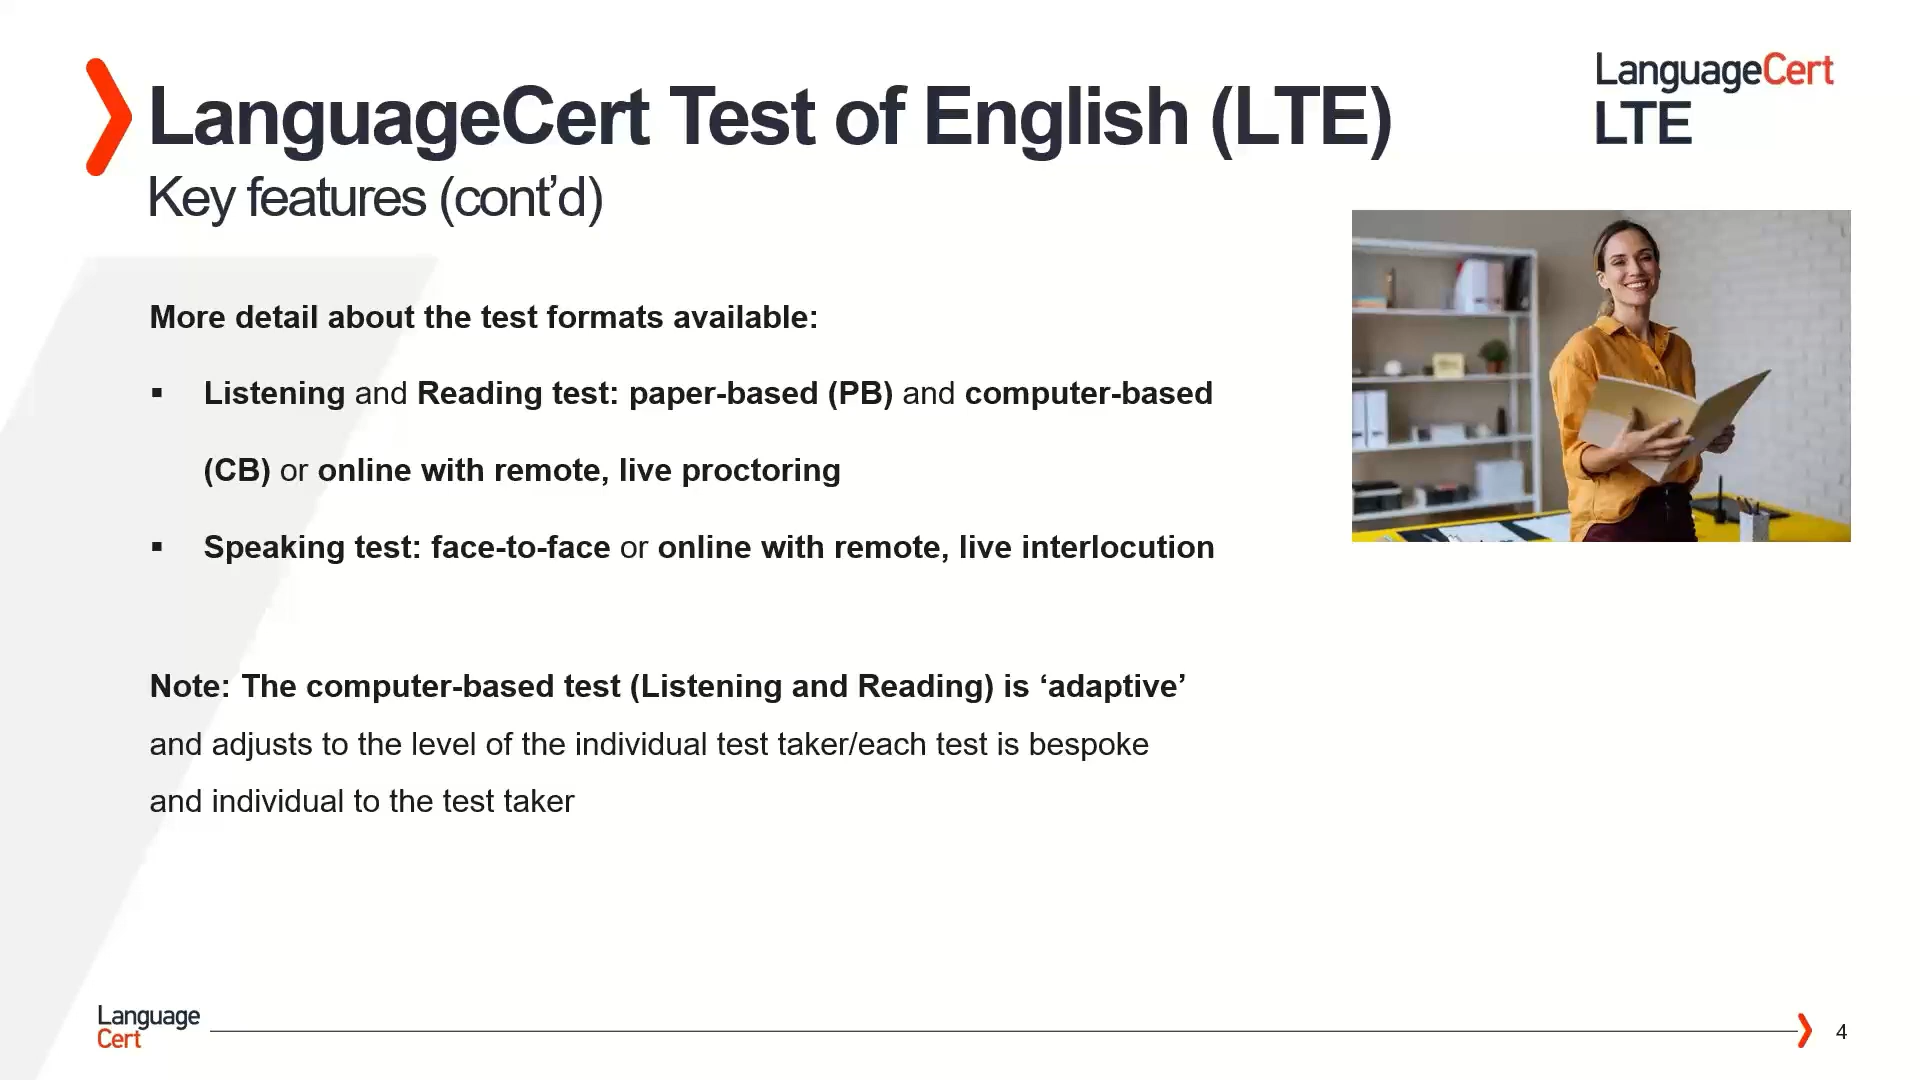 LanguageCert Test of English (LTE)
LanguageCert
LTE
Key features (cont’d)
More detail about the test formats available:
▪ Listening and Reading test: paper-based (PB) and computer-based
(CB) or online with remote, live proctoring
▪ Speaking test: face-to-face or online with remote, live interlocution
Note: The computer-based test (Listening and Reading) is ‘adaptive’
and adjusts to the level of the individual test taker/each test is bespoke
and individual to the test taker
Language
Cert
4